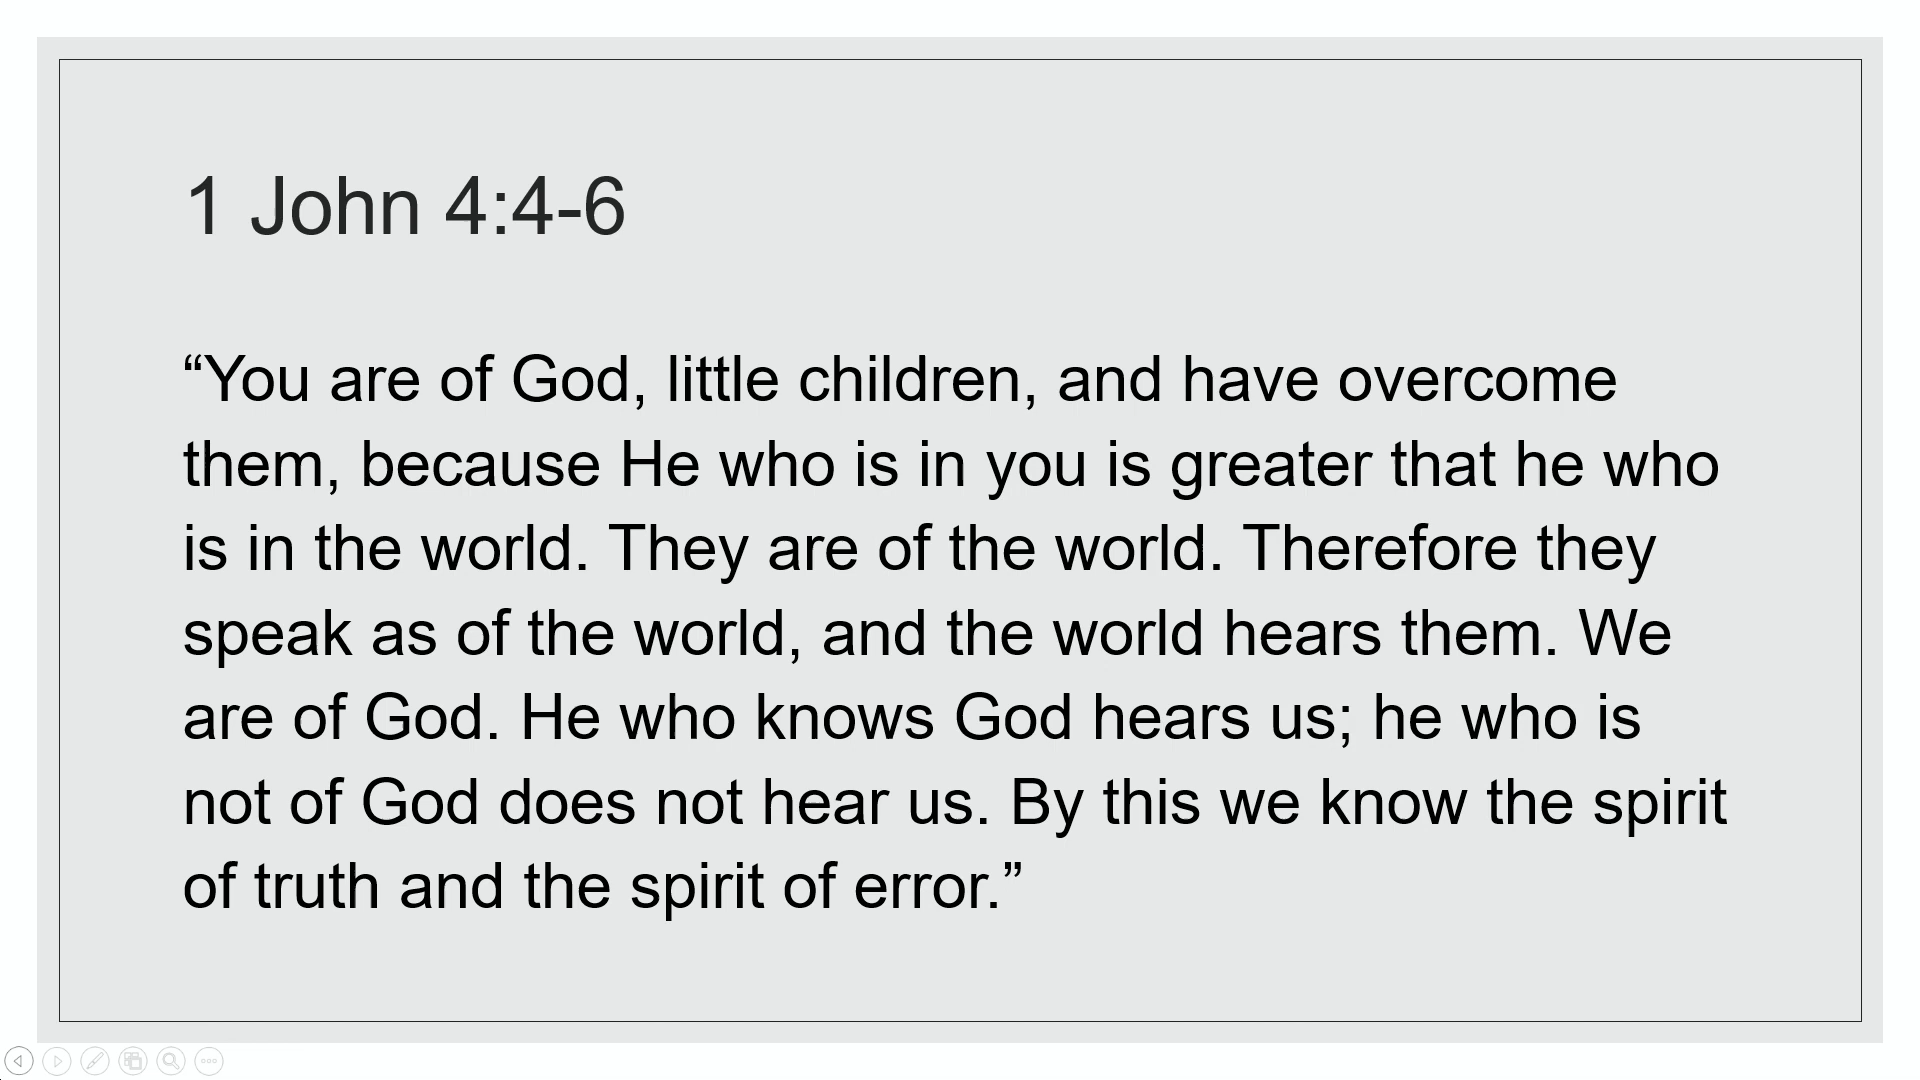 1 John 4:4-6
“You are of God, little children, and have overcome
them, because He who is in you is greater that he who
is in the world. They are of the world. Therefore they
speak as of the world, and the world hears them. We
are of God. He who knows God hears us; he who is
not of God does not hear us. By this we know the spirit
of truth and the spirit of error.”